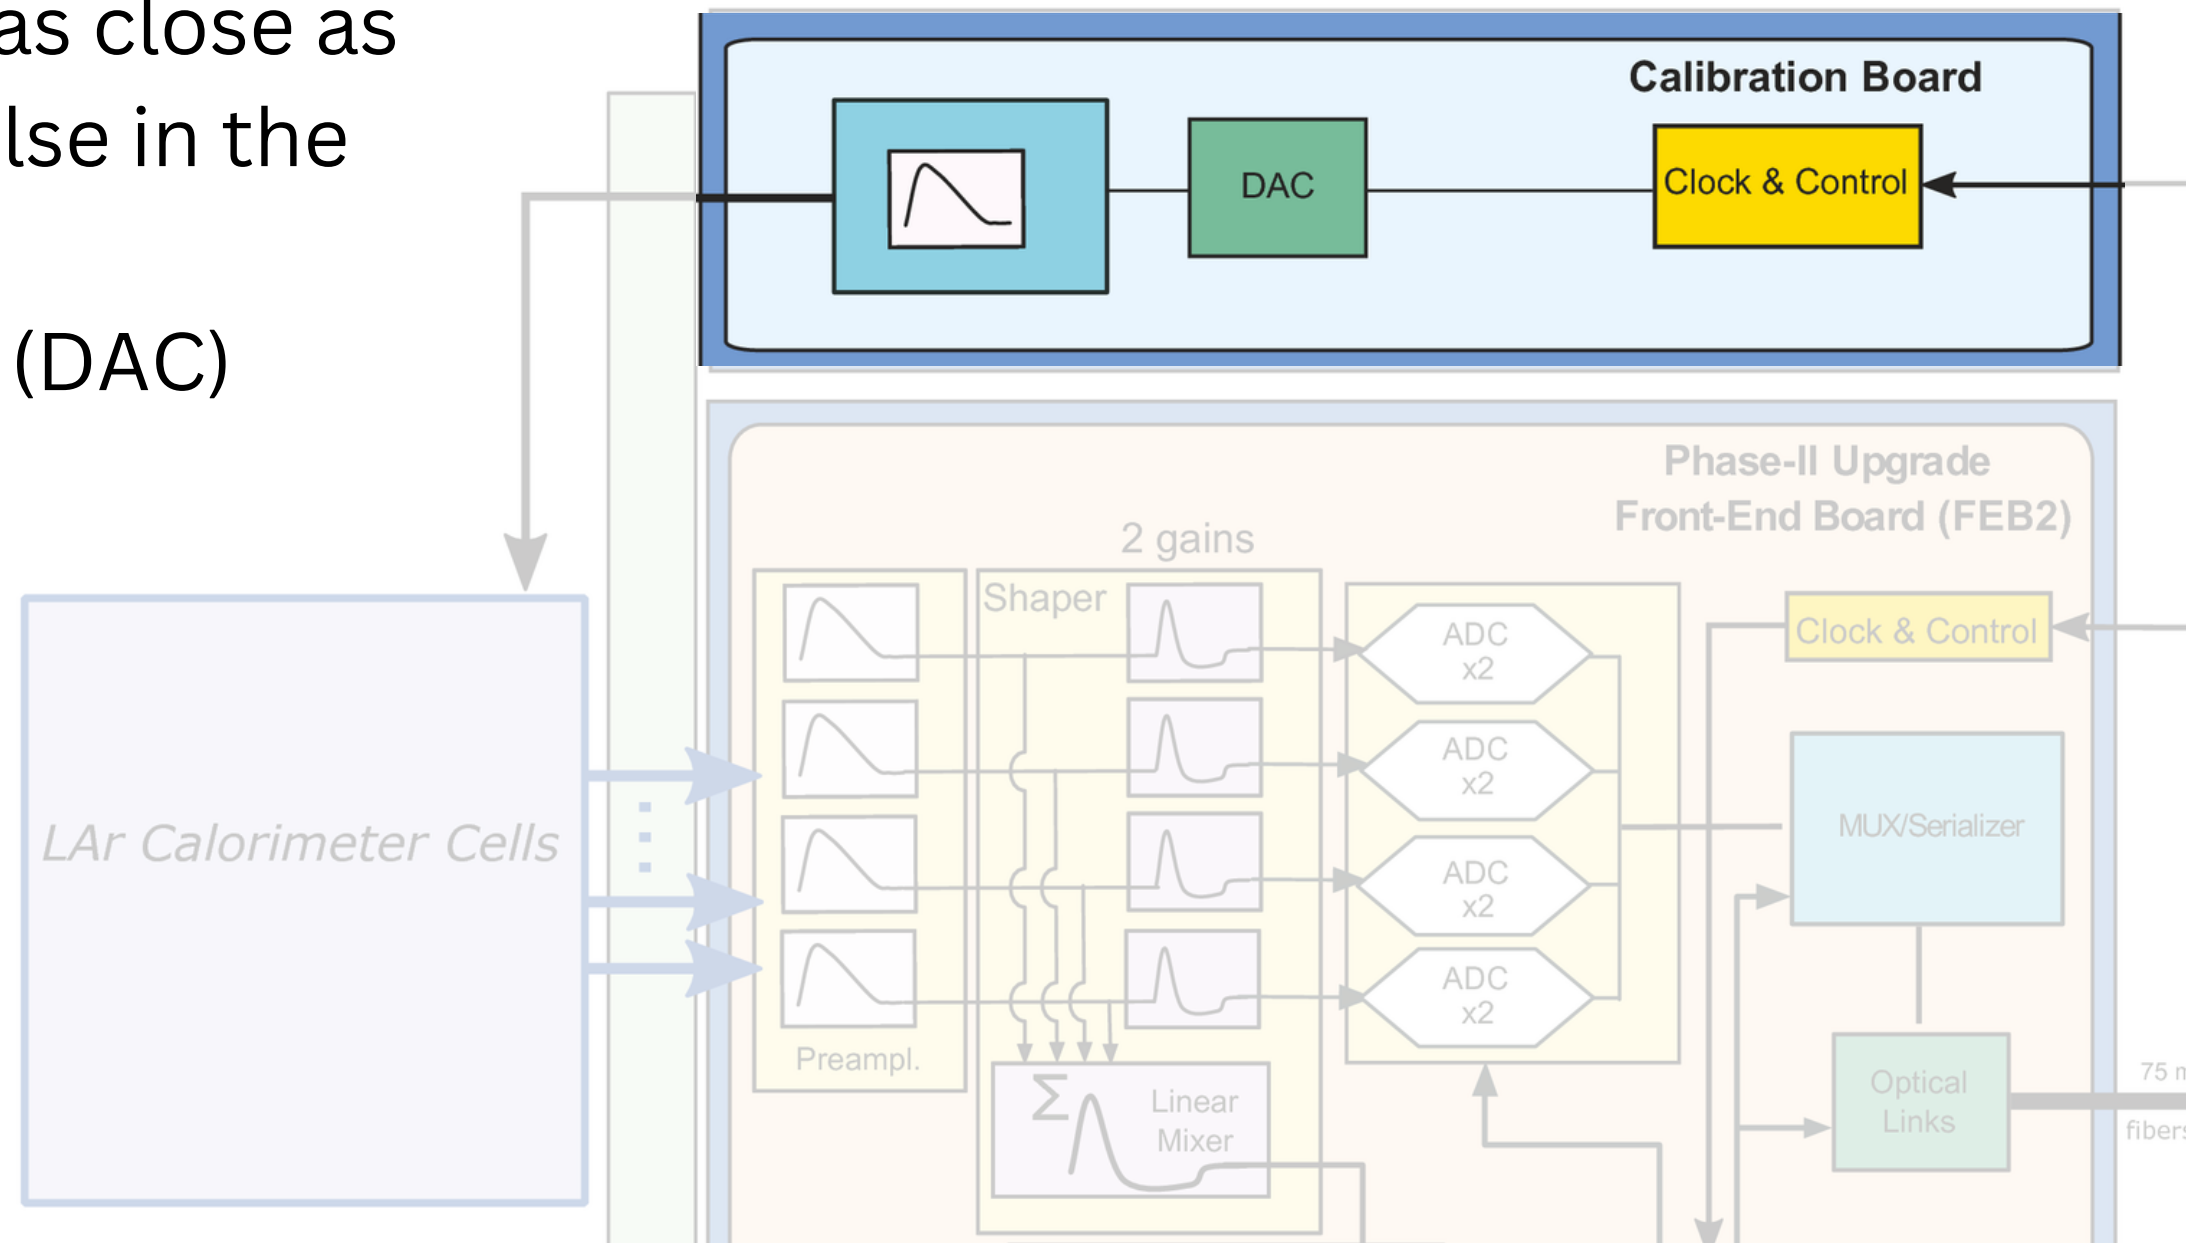 as close as
lse in the
(DAC)
Calibration Board
DAC
Clock & Control
Phase-II Upgrade
Front-End Board (FEB2)
2 gains
Shaper
ADC
x2
ADC
x2
ADC
x2
ADC
x2
Clock & Control
MUX/Serializer
LAr Calorimeter Cells
Preampl.
Σ
Linear
Mixer
Optical
Links
75 m
fibers